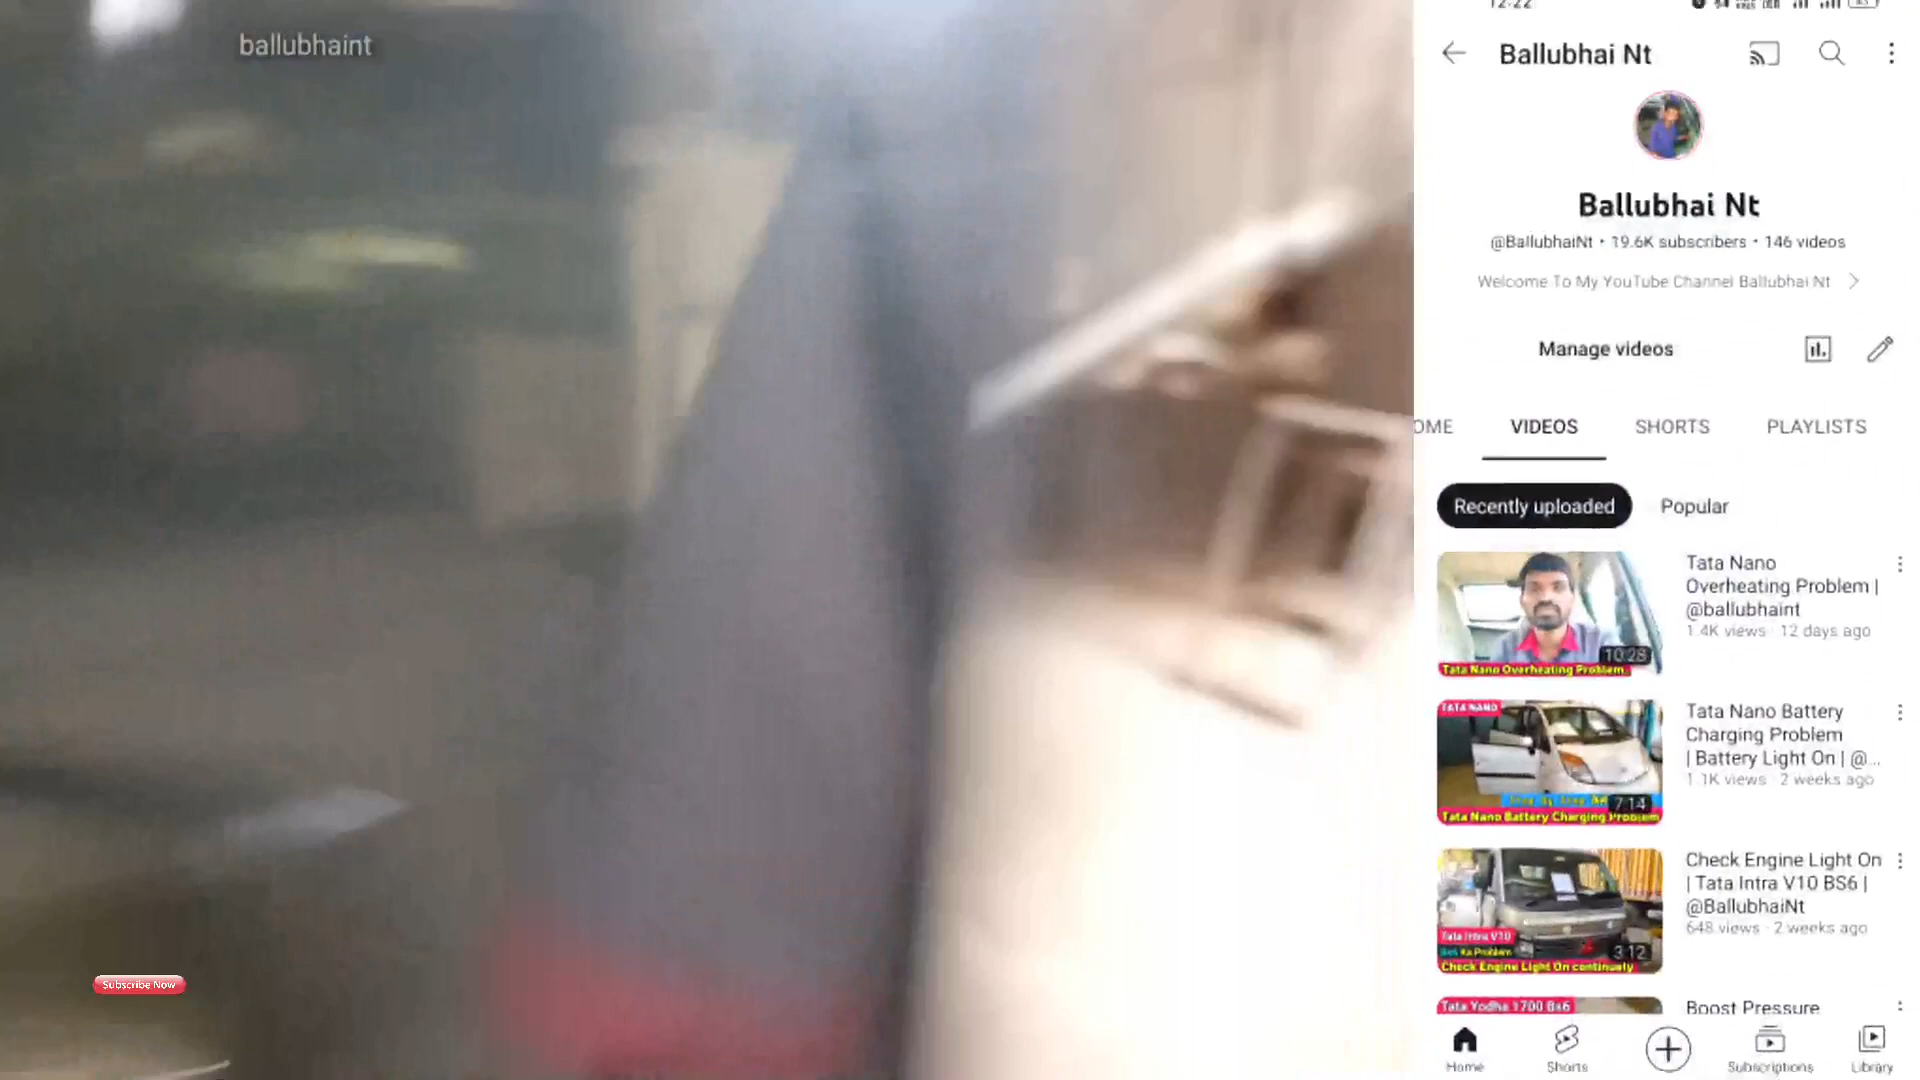 ballubhaint
12:22
Ballubhai Nt
Ballubhai Nt
@BallubhaiNt • 19.6K subscribers • 146 videos
Welcome To My YouTube Channel Ballubhai Nt
Manage videos
OME VIDEOS SHORTS PLAYLISTS
Recently uploaded Popular
Tata Nano
Overheating Problem |
@ballubhaint
1.4K views · 12 days ago
10:28
Tata Nano Overheating Problem
TATA NANO
Tata Nano Battery
Charging Problem
| Battery Light On | @...
1.1K views · 2 weeks ago
7:14
Tata Nano Battery Charging Problem
Check Engine Light On
| Tata Intra V10 BS6 |
@BallubhaiNt
648 views · 2 weeks ago
Tata Intra V10
3:12
Check Engine Light On continuely
Tata Yodha 1700 Bs6
Boost Pressure
Subscribe Now
Home Shorts Subscriptions Library